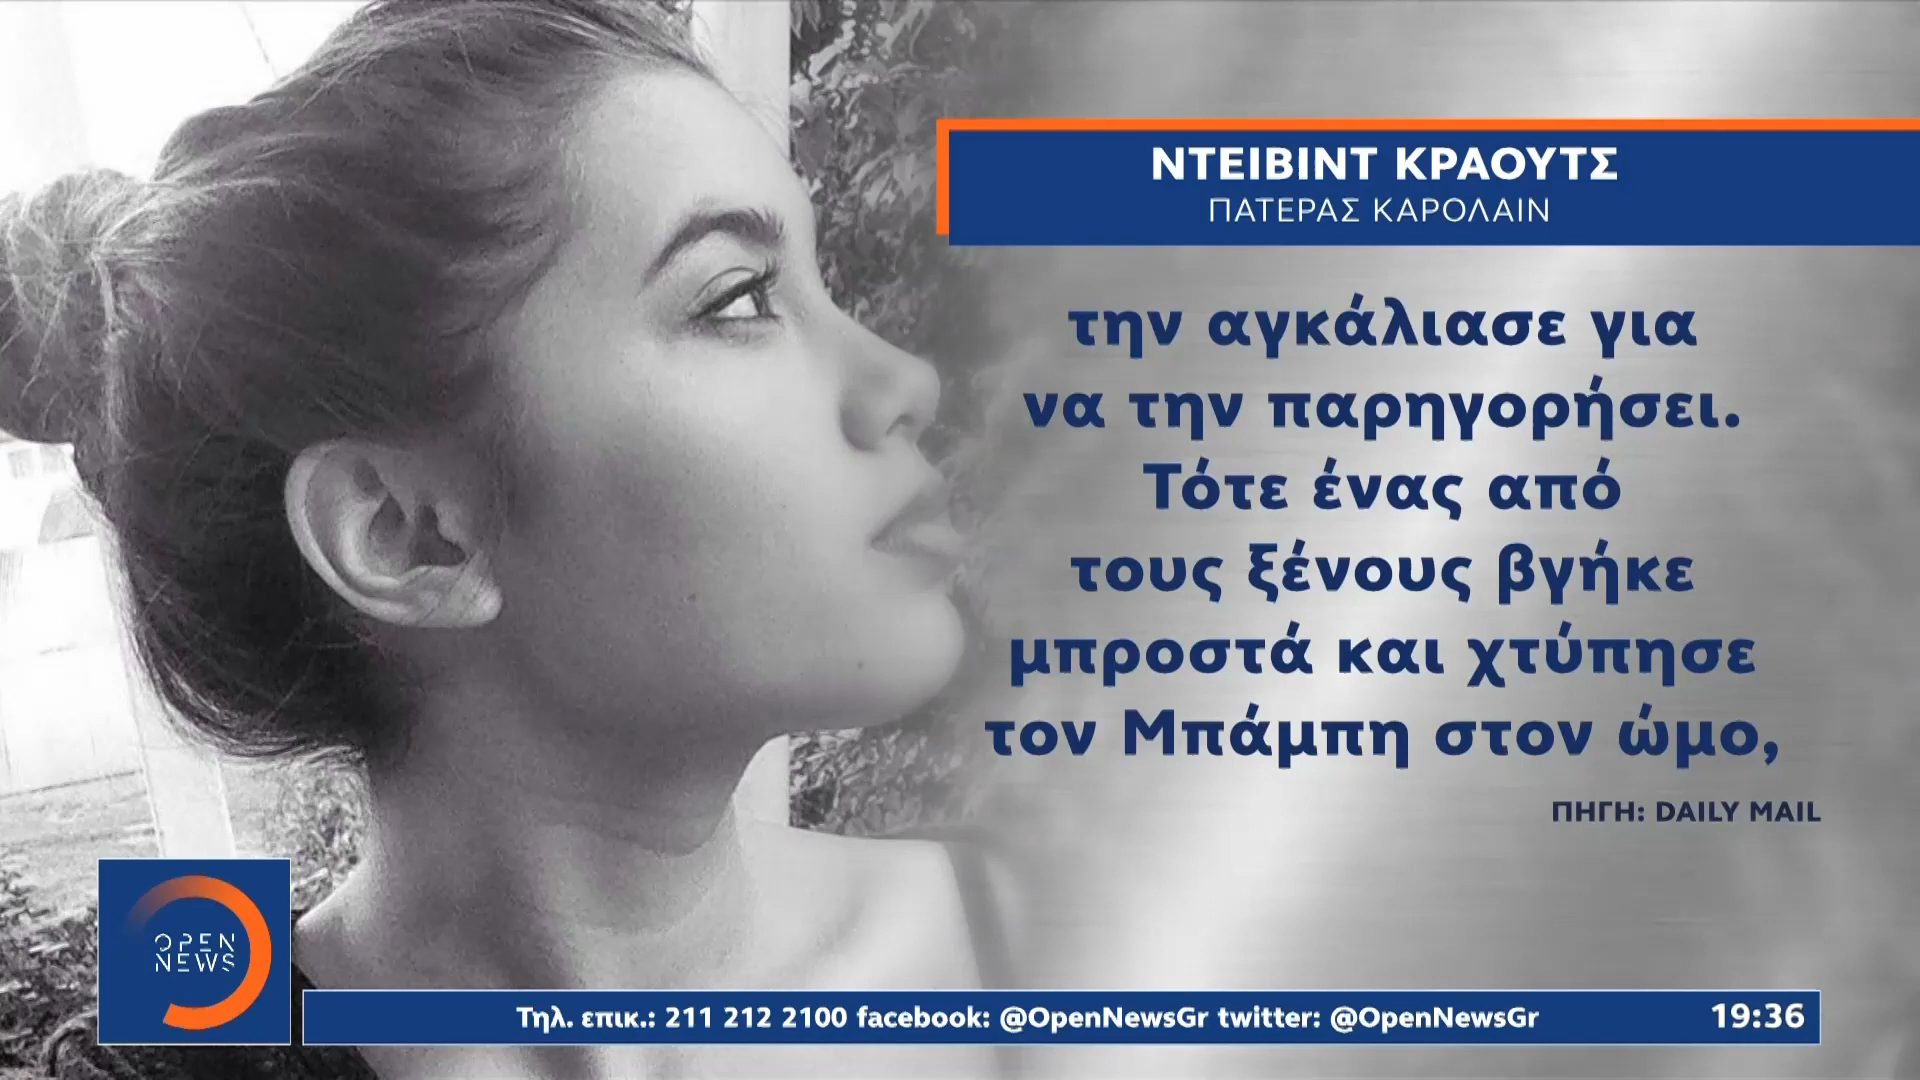 ΝΤΕΙΒΙΝΤ ΚΡΑΟΥΤΣ
ΠΑΤΕΡΑΣ ΚΑΡΟΛΑΙΝ
την αγκάλιασε για
να την παρηγορήσει.
Τότε ένας από
τους ξένους βγήκε
μπροστά και χτύπησε
τον Μπάμπη στον ώμο,
ΠΗΓΗ: DAILY MAIL
OPEN
NEWS
Τηλ. επικ.: 211 212 2100 facebook: @OpenNewsGr twitter: @OpenNewsGr
19:36